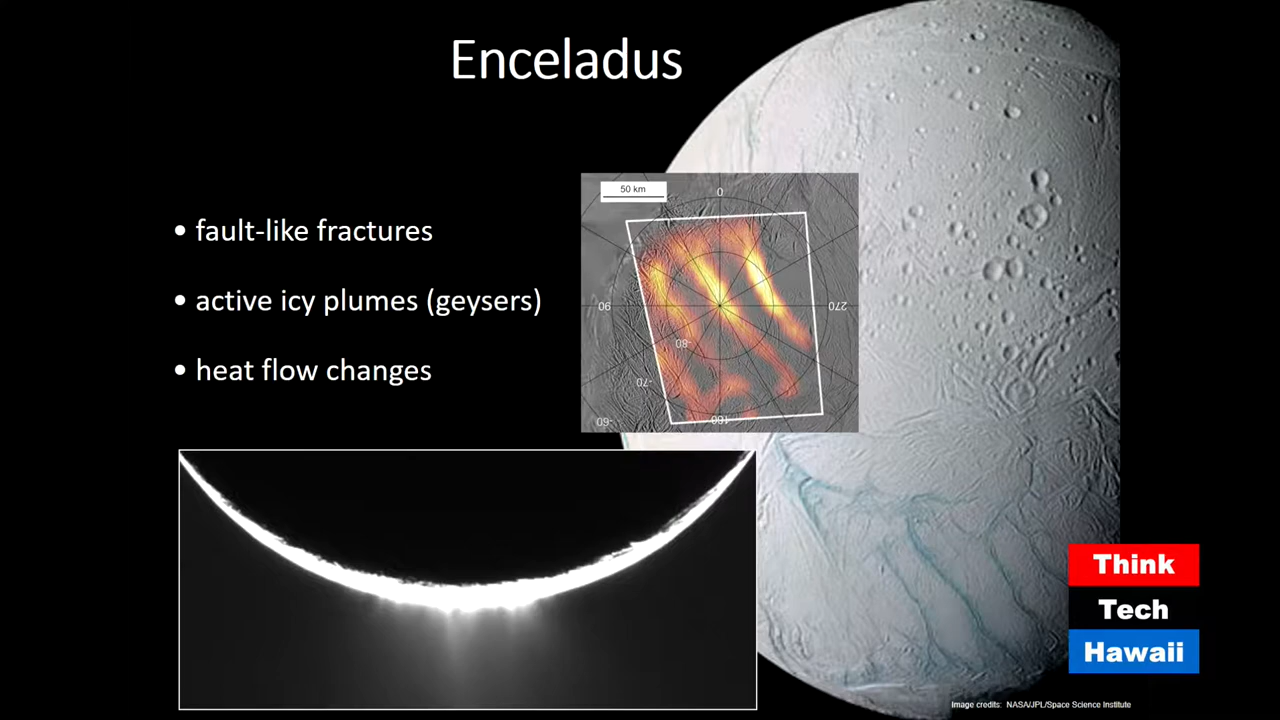 Enceladus
• fault-like fractures
• active icy plumes (geysers)
• heat flow changes
50 km
0
90
270
-80
-70
180
-60
Think
Tech
Hawaii
Image credits: NASA/JPL/Space Science Institute